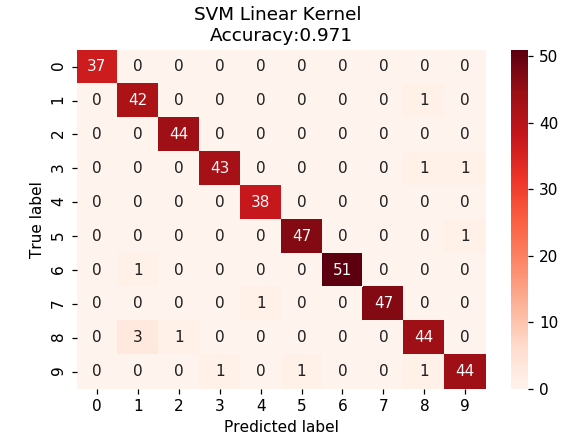 SVM Linear Kernel
Accuracy:0.971
0 37 0 0 0 0 0 0 0 0 0
1 0 42 0 0 0 0 0 0 1 0
2 0 0 44 0 0 0 0 0 0 0
3 0 0 0 43 0 0 0 0 1 1
4 0 0 0 0 38 0 0 0 0 0
5 0 0 0 0 0 47 0 0 0 1
6 0 1 0 0 0 0 51 0 0 0
7 0 0 0 0 1 0 0 47 0 0
8 0 3 1 0 0 0 0 0 44 0
9 0 0 0 1 0 1 0 0 1 44
0 1 2 3 4 5 6 7 8 9
True label
Predicted label
50
40
30
20
10
0